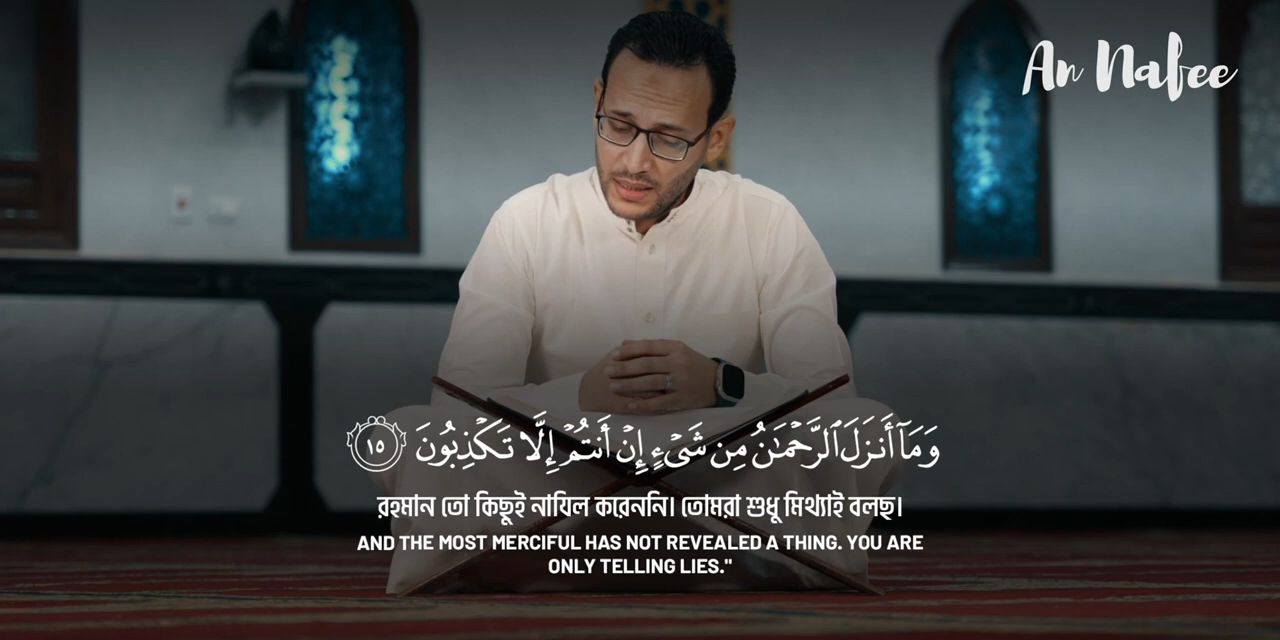 An Nafee
وَمَآ أَنزَلَ ٱلرَّحْمَـٰنُ مِن شَىْءٍ إِنْ أَنتُمْ إِلَّا تَكْذِبُونَ ١٥
রহমান তো কিছুই নাযিল করেননি। তোমরা শুধু মিথ্যাই বলছ।
AND THE MOST MERCIFUL HAS NOT REVEALED A THING. YOU ARE
ONLY TELLING LIES."